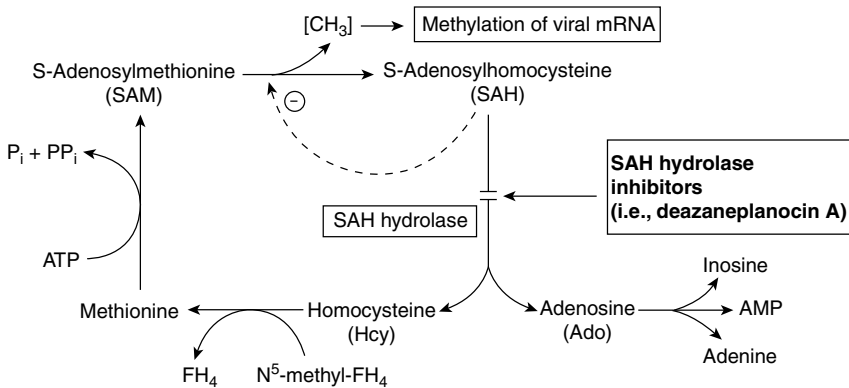 [CH₃]
Methylation of viral mRNA
S-Adenosylmethionine
(SAM)
S-Adenosylhomocysteine
(SAH)
−
Pᵢ + PPᵢ
SAH hydrolase
inhibitors
(i.e., deazaneplanocin A)
SAH hydrolase
ATP
Inosine
Methionine
Homocysteine
(Hcy)
Adenosine
(Ado)
AMP
Adenine
FH₄
N⁵-methyl-FH₄